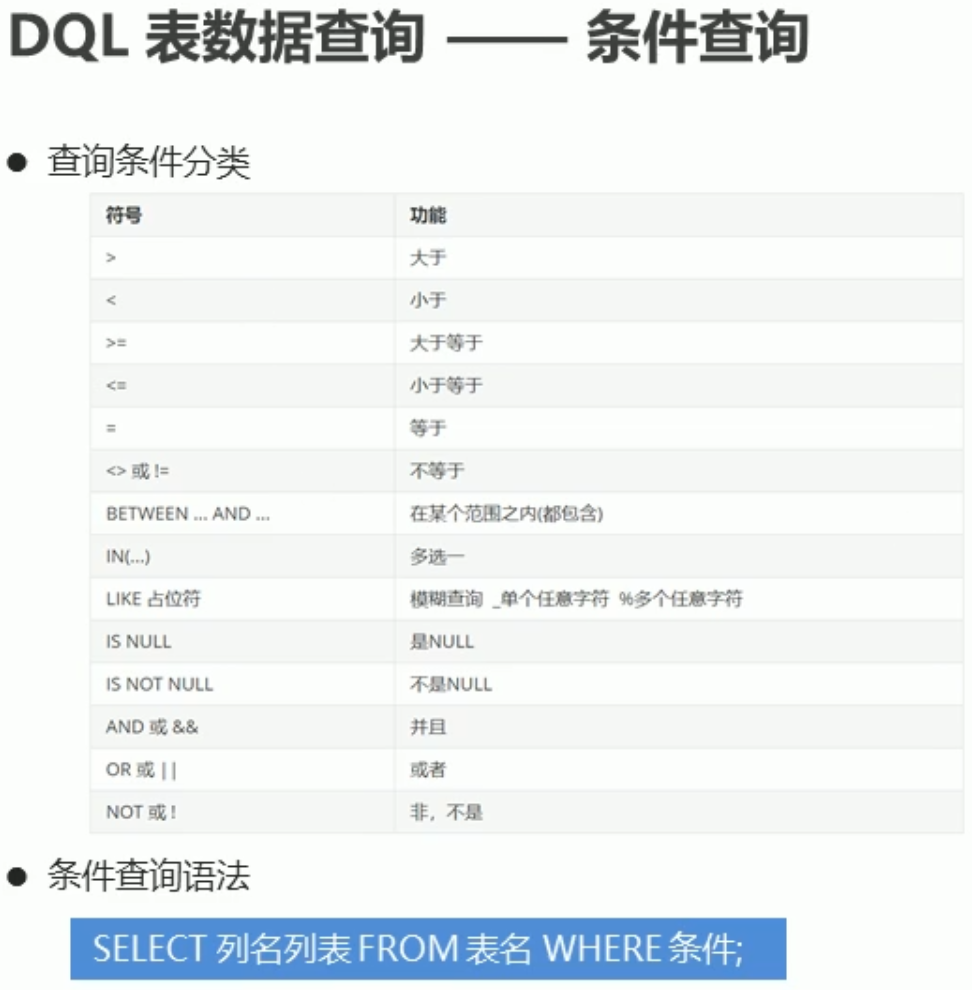 DQL 表数据查询 —— 条件查询
● 查询条件分类
符号 功能
> 大于
< 小于
>= 大于等于
<= 小于等于
= 等于
<> 或 != 不等于
BETWEEN ... AND ... 在某个范围之内(都包含)
IN(...) 多选一
LIKE 占位符 模糊查询 _单个任意字符 %多个任意字符
IS NULL 是NULL
IS NOT NULL 不是NULL
AND 或 && 并且
OR 或 || 或者
NOT 或 ! 非，不是
● 条件查询语法
SELECT 列名列表 FROM 表名 WHERE 条件;